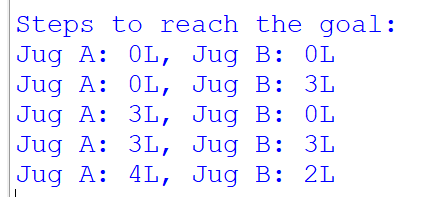 Steps to reach the goal:
Jug A: 0L, Jug B: 0L
Jug A: 0L, Jug B: 3L
Jug A: 3L, Jug B: 0L
Jug A: 3L, Jug B: 3L
Jug A: 4L, Jug B: 2L